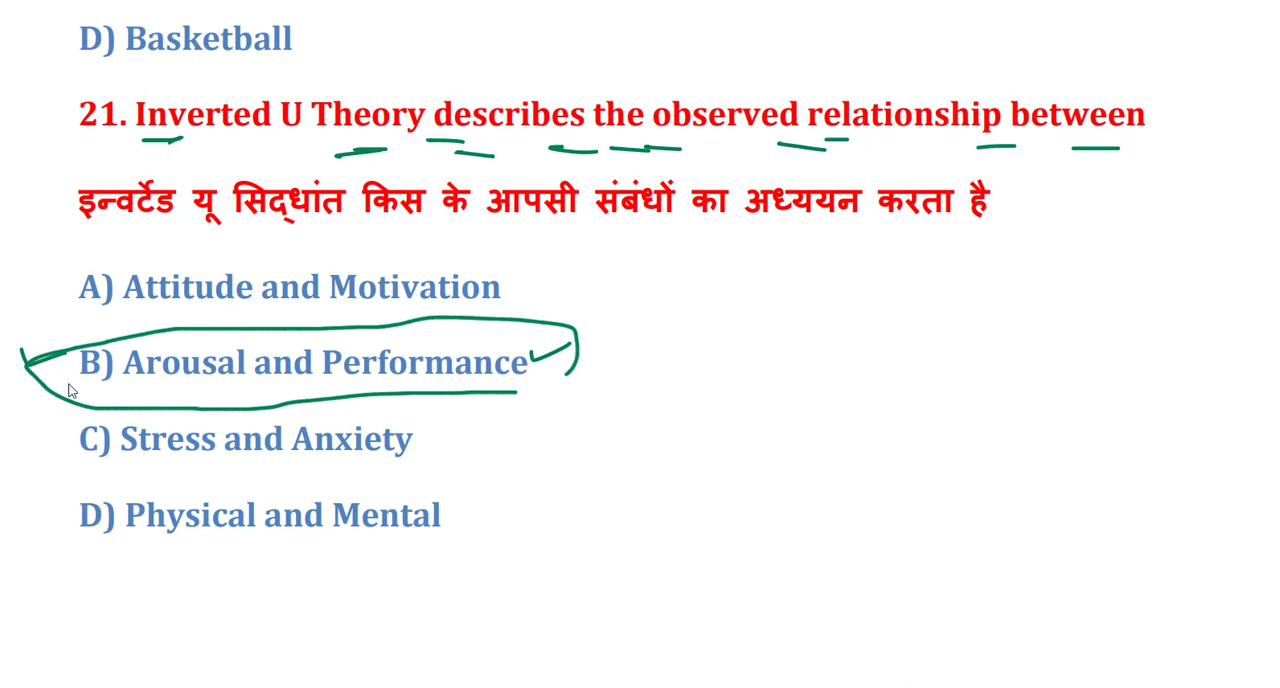 D) Basketball
21. Inverted U Theory describes the observed relationship between
इन्वर्टेड यू सिद्धांत किस के आपसी संबंधों का अध्ययन करता है
A) Attitude and Motivation
B) Arousal and Performance
C) Stress and Anxiety
D) Physical and Mental